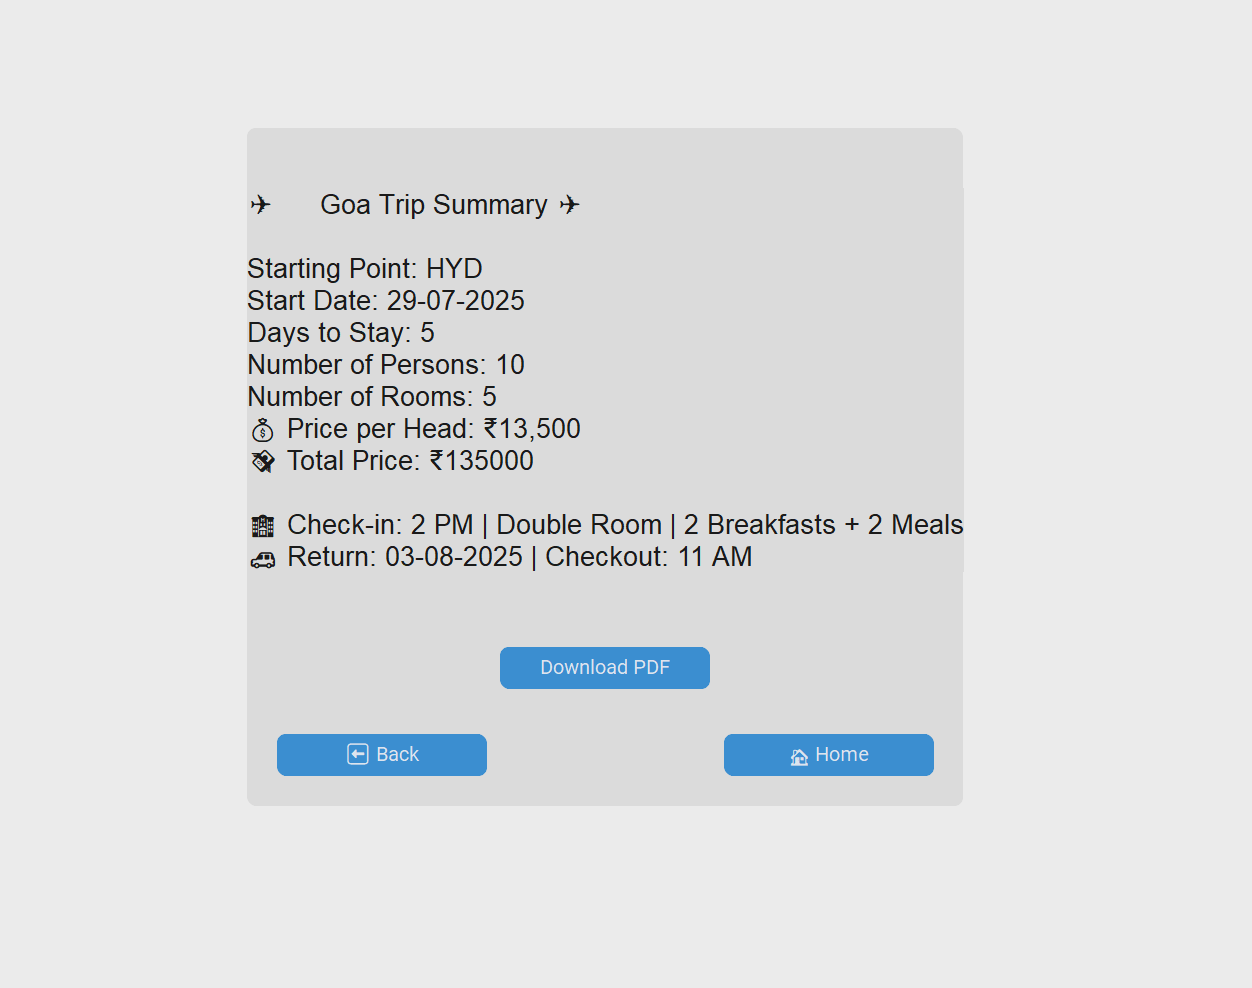 ✈ Goa Trip Summary ✈
Starting Point: HYD
Start Date: 29-07-2025
Days to Stay: 5
Number of Persons: 10
Number of Rooms: 5
💰 Price per Head: ₹13,500
💸 Total Price: ₹135000
🏨 Check-in: 2 PM | Double Room | 2 Breakfasts + 2 Meals
🚗 Return: 03-08-2025 | Checkout: 11 AM
Download PDF
⬅ Back
🏠 Home